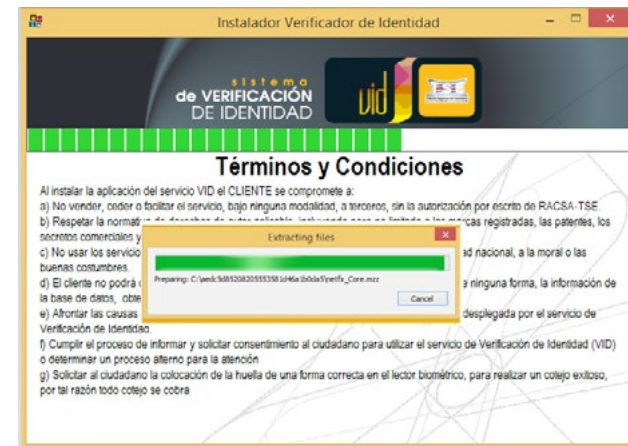 Instalador Verificador de Identidad
sistema
de VERIFICACIÓN
DE IDENTIDAD
vid
Términos y Condiciones
Al instalar la aplicación del servicio VID el CLIENTE se compromete a:
a) No vender, ceder o facilitar el servicio, bajo ninguna modalidad, a terceros, sin la autorización por escrito de RACSA-TSE.
b) Respetar la normativa de derechos de autor aplicable, incluyendo pero no limitado a las marcas registradas, las patentes, los
secretos comerciales y
c) No usar los servicio ad nacional, a la moral o las
buenas costumbres.
d) El cliente no podrá e ninguna forma, la información de
la base de datos, obte
e) Afrontar las causas desplegada por el servicio de
Verificación de Identidad.
f) Cumplir el proceso de informar y solicitar consentimiento al ciudadano para utilizar el servicio de Verificación de Identidad (VID)
o determinar un proceso alterno para la atención
g) Solicitar al ciudadano la colocación de la huella de una forma correcta en el lector biométrico, para realizar un cotejo exitoso,
por tal razón todo cotejo se cobra
Extracting files
Preparing:
Cancel